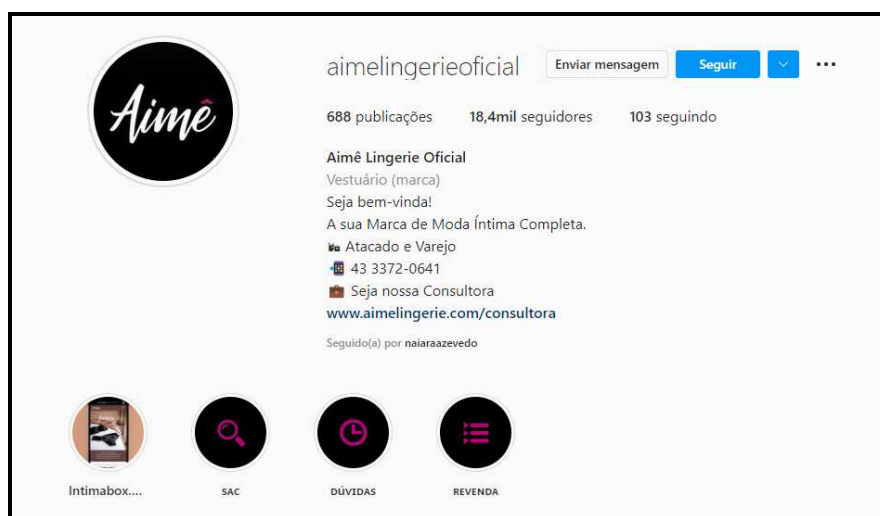 Aimê
aimelingerieoficial Enviar mensagem Seguir
688 publicações 18,4mil seguidores 103 seguindo
Aimê Lingerie Oficial
Vestuário (marca)
Seja bem-vinda!
A sua Marca de Moda Íntima Completa.
Atacado e Varejo
43 3372-0641
Seja nossa Consultora
www.aimelingerie.com/consultora
Seguido(a) por naiaraazevedo
Intimabox.... SAC DÚVIDAS REVENDA